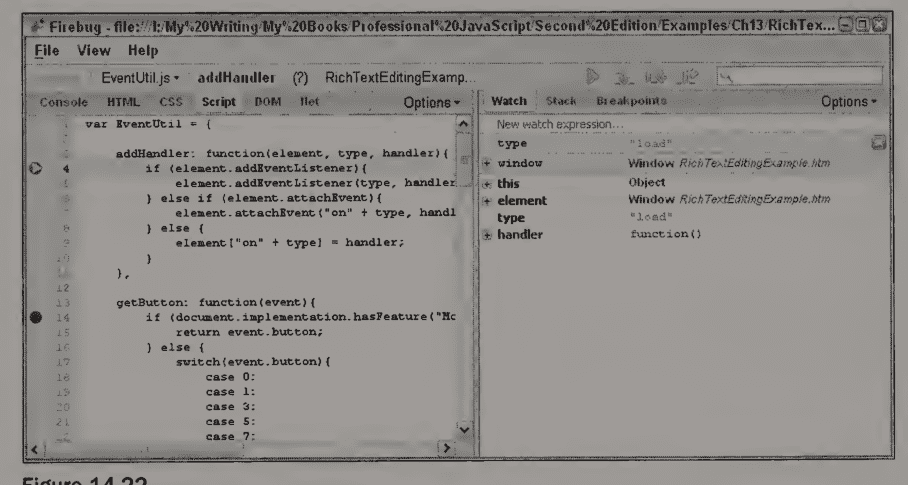 Firebug - file:///I:/My%20Writing/My%20Books/Professional%20JavaScript/Second%20Edition/Examples/Ch13/RichTex...
File View Help
EventUtil.js addHandler (?) RichTextEditingExamp...
Console HTML CSS Script DOM Net Options
Watch Stack Breakpoints Options
var EventUtil = {
addHandler: function(element, type, handler){
4 if (element.addEventListener){
5 element.addEventListener(type, handler
6 } else if (element.attachEvent){
7 element.attachEvent("on" + type, handl
8 } else {
9 element["on" + type] = handler;
10 }
},
13 getButton: function(event){
14 if (document.implementation.hasFeature("Mo
15 return event.button;
16 } else {
17 switch(event.button){
18 case 0:
19 case 1:
20 case 3:
21 case 5:
case 7:
New watch expression...
type "load"
window Window RichTextEditingExample.htm
this Object
element Window RichTextEditingExample.htm
type "load"
handler function()
Figure 14-22